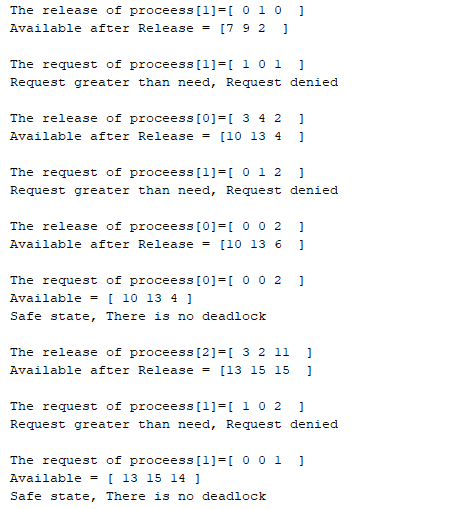 The release of proceess[1]=[ 0 1 0  ]
Available after Release = [7 9 2  ]
The request of proceess[1]=[ 1 0 1  ]
Request greater than need, Request denied
The release of proceess[0]=[ 3 4 2  ]
Available after Release = [10 13 4  ]
The request of proceess[1]=[ 0 1 2  ]
Request greater than need, Request denied
The release of proceess[0]=[ 0 0 2  ]
Available after Release = [10 13 6  ]
The request of proceess[0]=[ 0 0 2  ]
Available = [ 10 13 4 ]
Safe state, There is no deadlock
The release of proceess[2]=[ 3 2 11  ]
Available after Release = [13 15 15  ]
The request of proceess[1]=[ 1 0 2  ]
Request greater than need, Request denied
The request of proceess[1]=[ 0 0 1  ]
Available = [ 13 15 14 ]
Safe state, There is no deadlock